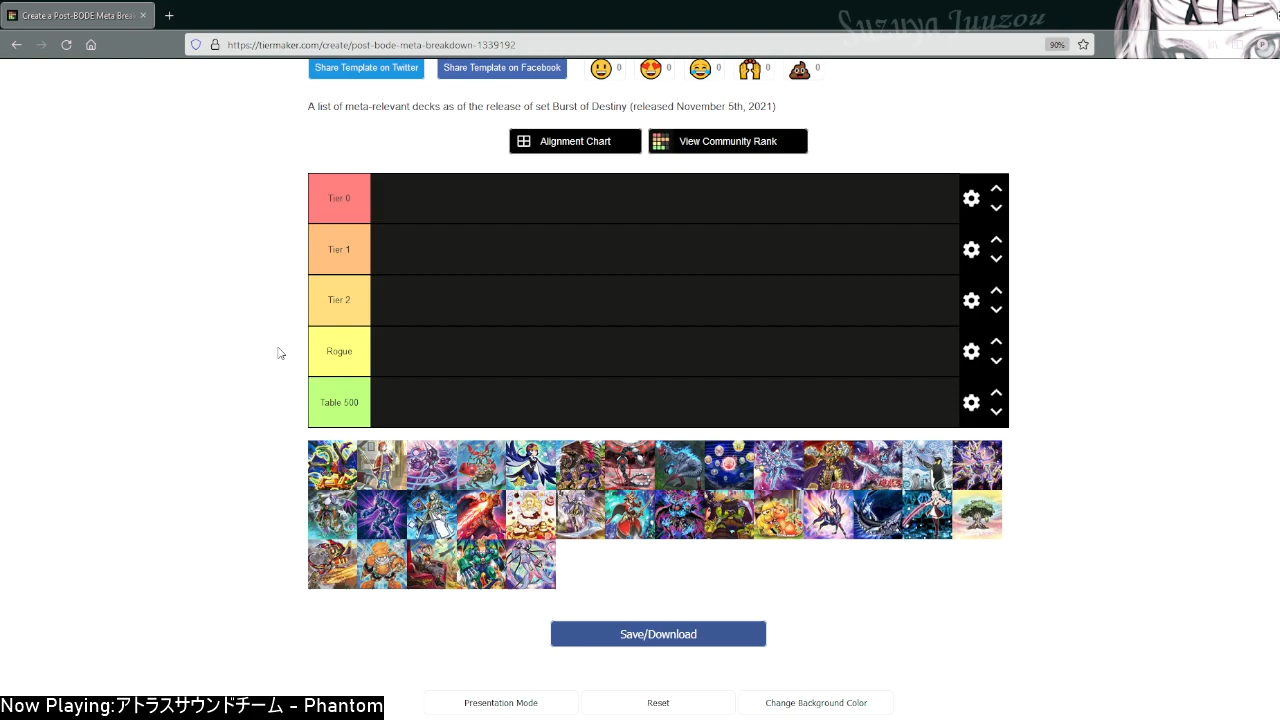 Create a Post-BODE Meta Break
Suzuya Juuzou
https://tiermaker.com/create/post-bode-meta-breakdown-1339192
90%
Share Template on Twitter
Share Template on Facebook
0
0
0
0
0
A list of meta-relevant decks as of the release of set Burst of Destiny (released November 5th, 2021)
Alignment Chart
View Community Rank
Tier 0
Tier 1
Tier 2
Rogue
Table 500
Save/Download
Now Playing:アトラスサウンドチーム - Phantom
Presentation Mode
Reset
Change Background Color